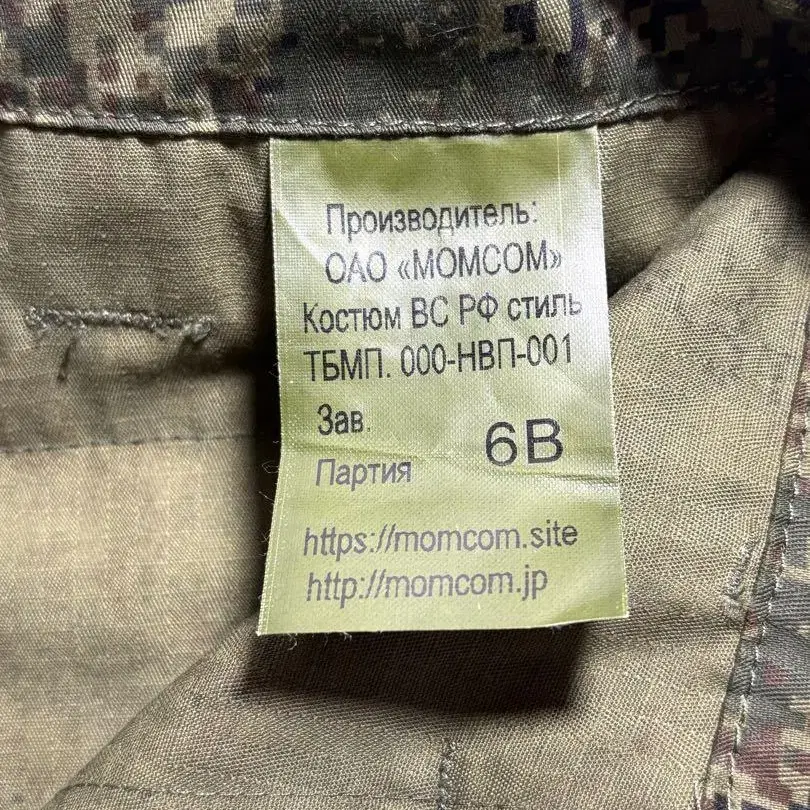 Производитель:
ОАО «МОМСОМ»
Костюм ВС РФ стиль
ТБМП. 000-НВП-001
Зав. 6В
Партия
https://momcom.site
http://momcom.jp